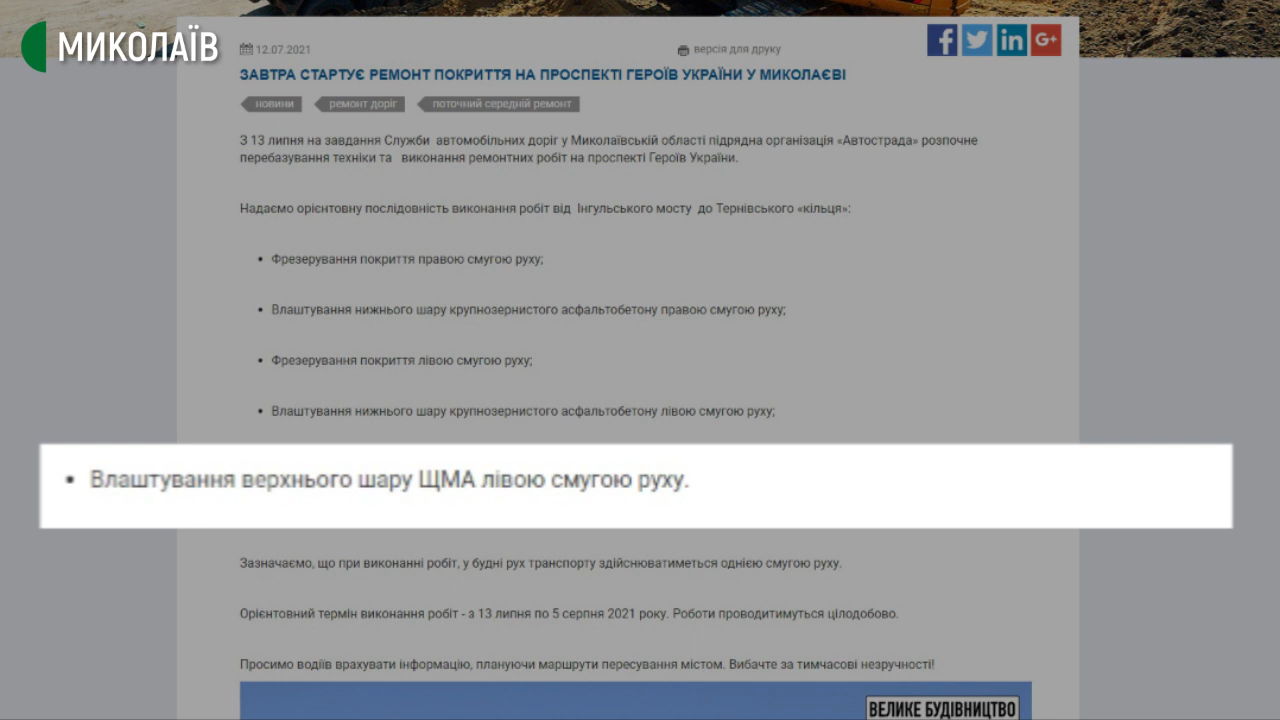 МИКОЛАЇВ
12.07.2021
версія для друку
ЗАВТРА СТАРТУЄ РЕМОНТ ПОКРИТТЯ НА ПРОСПЕКТІ ГЕРОЇВ УКРАЇНИ У МИКОЛАЄВІ
новини ремонт доріг поточний середній ремонт
З 13 липня на завдання Служби автомобільних доріг у Миколаївській області підрядна організація «Автострада» розпочне
перебазування техніки та виконання ремонтних робіт на проспекті Героїв України.
Надаємо орієнтовну послідовність виконання робіт від Інгульського мосту до Тернівського «кільця»:
• Фрезерування покриття правою смугою руху;
• Влаштування нижнього шару крупнозернистого асфальтобетону правою смугою руху;
• Фрезерування покриття лівою смугою руху;
• Влаштування нижнього шару крупнозернистого асфальтобетону лівою смугою руху;
• Влаштування верхнього шару ЩМА лівою смугою руху.
Зазначаємо, що при виконанні робіт, у будні рух транспорту здійснюватиметься однією смугою руху.
Орієнтовний термін виконання робіт - з 13 липня по 5 серпня 2021 року. Роботи проводитимуться цілодобово.
Просимо водіїв врахувати інформацію, плануючи маршрути пересування містом. Вибачте за тимчасові незручності!
ВЕЛИКЕ БУДІВНИЦТВО